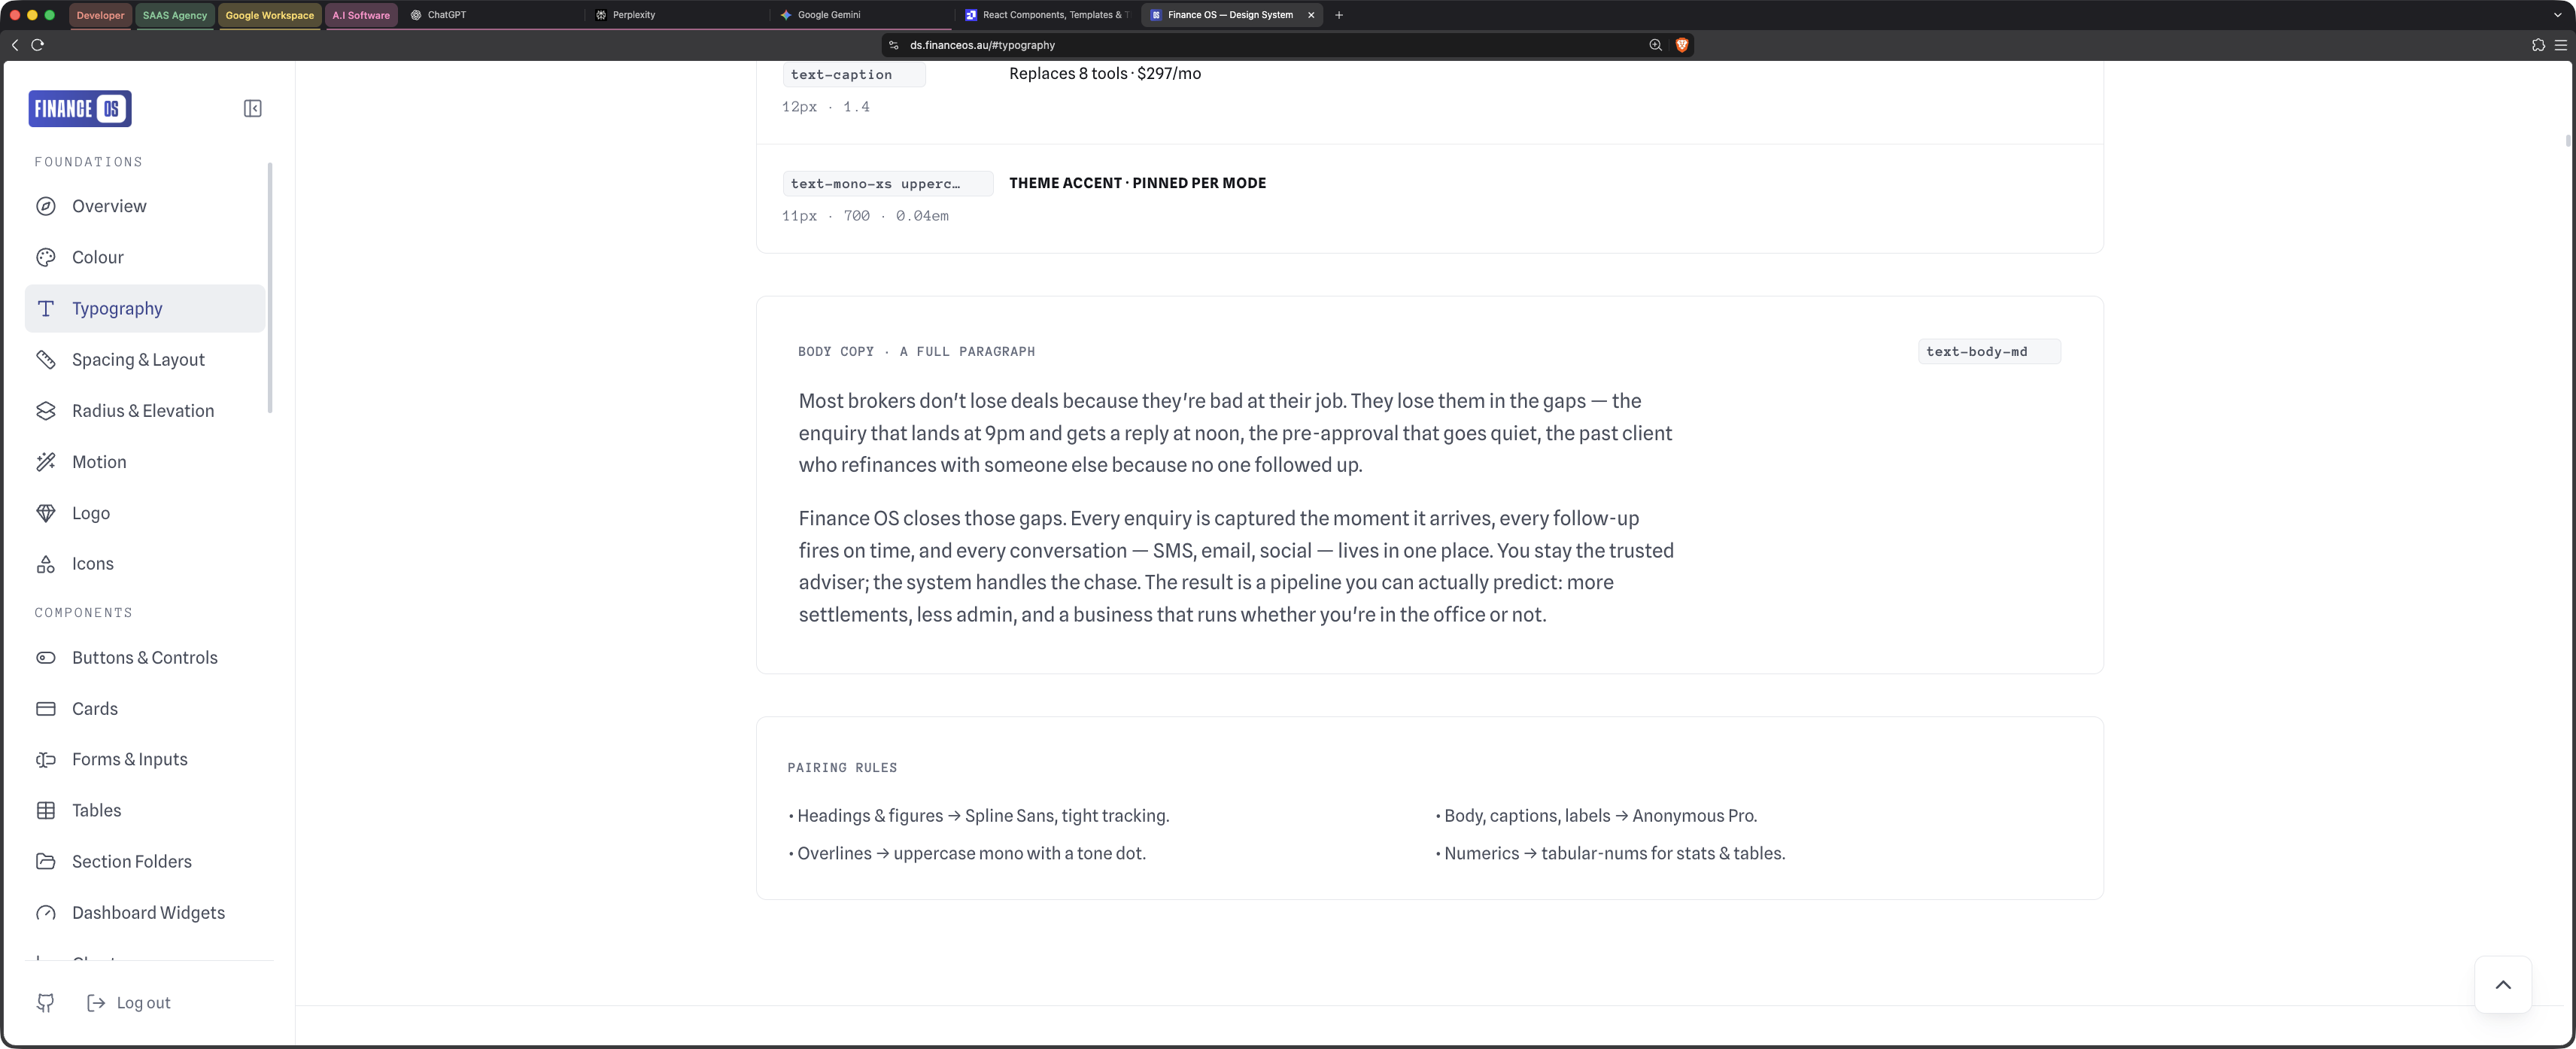 Developer
SAAS Agency
Google Workspace
A.I Software
ChatGPT
Perplexity
Google Gemini
React Components, Templates & T
Finance OS — Design System
ds.financeos.au/#typography
FINANCE OS
FOUNDATIONS
Overview
Colour
Typography
Spacing & Layout
Radius & Elevation
Motion
Logo
Icons
COMPONENTS
Buttons & Controls
Cards
Forms & Inputs
Tables
Section Folders
Dashboard Widgets
Log out
text-caption
Replaces 8 tools · $297/mo
12px · 1.4
text-mono-xs upperc…
THEME ACCENT · PINNED PER MODE
11px · 700 · 0.04em
BODY COPY · A FULL PARAGRAPH
text-body-md
Most brokers don't lose deals because they're bad at their job. They lose them in the gaps — the
enquiry that lands at 9pm and gets a reply at noon, the pre-approval that goes quiet, the past client
who refinances with someone else because no one followed up.
Finance OS closes those gaps. Every enquiry is captured the moment it arrives, every follow-up
fires on time, and every conversation — SMS, email, social — lives in one place. You stay the trusted
adviser; the system handles the chase. The result is a pipeline you can actually predict: more
settlements, less admin, and a business that runs whether you're in the office or not.
PAIRING RULES
• Headings & figures → Spline Sans, tight tracking.
• Body, captions, labels → Anonymous Pro.
• Overlines → uppercase mono with a tone dot.
• Numerics → tabular-nums for stats & tables.